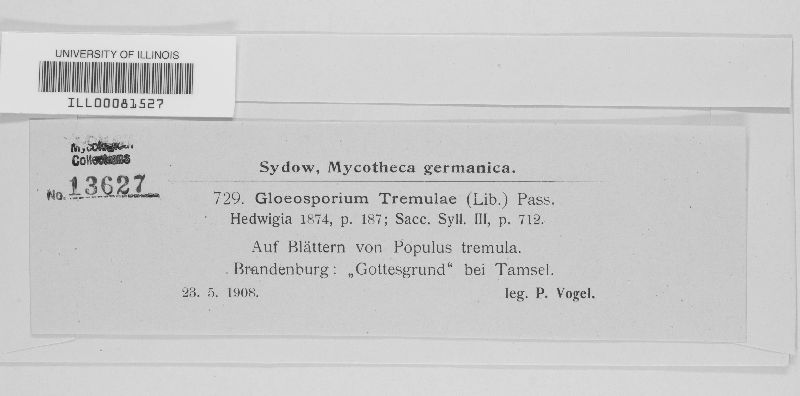 UNIVERSITY OF ILLINOIS
ILL00081527
Mycological
Collections
No. 13627
Sydow, Mycotheca germanica.
729. Gloeosporium Tremulae (Lib.) Pass.
Hedwigia 1874, p. 187; Sacc. Syll. III, p. 712.
Auf Blättern von Populus tremula.
Brandenburg: „Gottesgrund“ bei Tamsel.
23. 5. 1908. leg. P. Vogel.